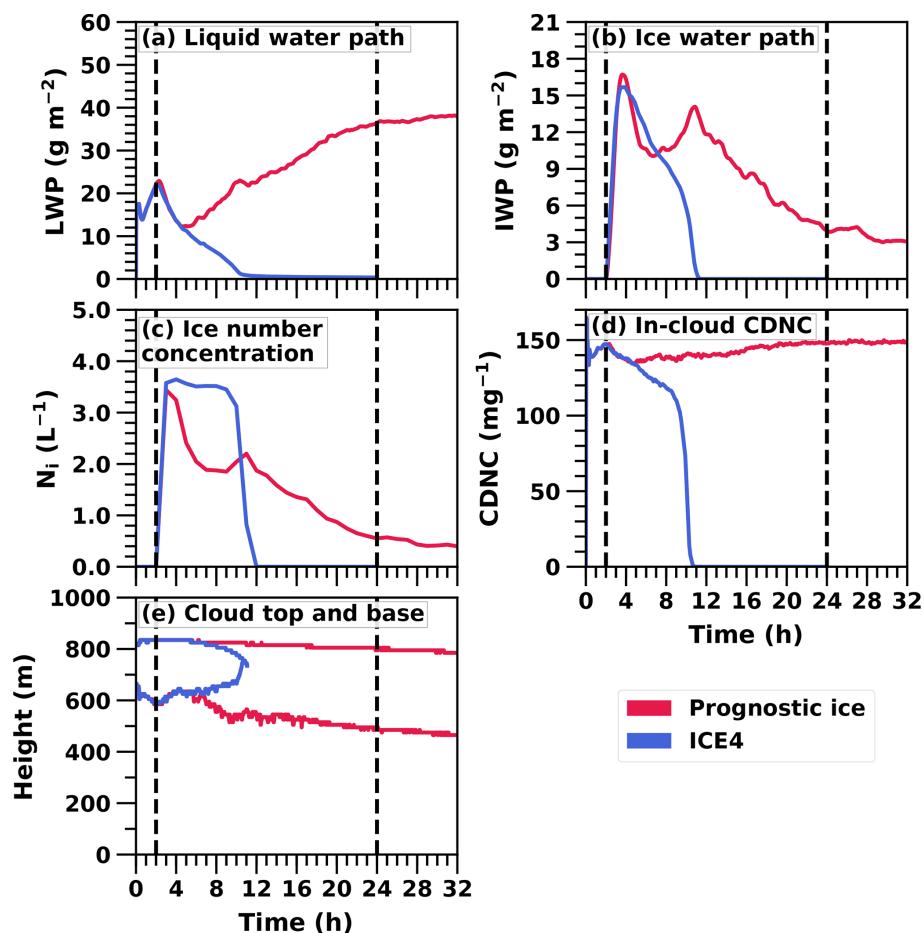 (a) Liquid water path
60
50
40
30
20
10
0
LWP (g m⁻²)
(b) Ice water path
21
18
15
12
9
6
3
0
IWP (g m⁻²)
(c) Ice number
concentration
5.0
4.0
3.0
2.0
1.0
0.0
Nᵢ (L⁻¹)
(d) In-cloud CDNC
150
100
50
0
CDNC (mg⁻¹)
0 4 8 12 16 20 24 28 32
Time (h)
(e) Cloud top and base
1000
800
600
400
200
0
Height (m)
0 4 8 12 16 20 24 28 32
Time (h)
Prognostic ice
ICE4